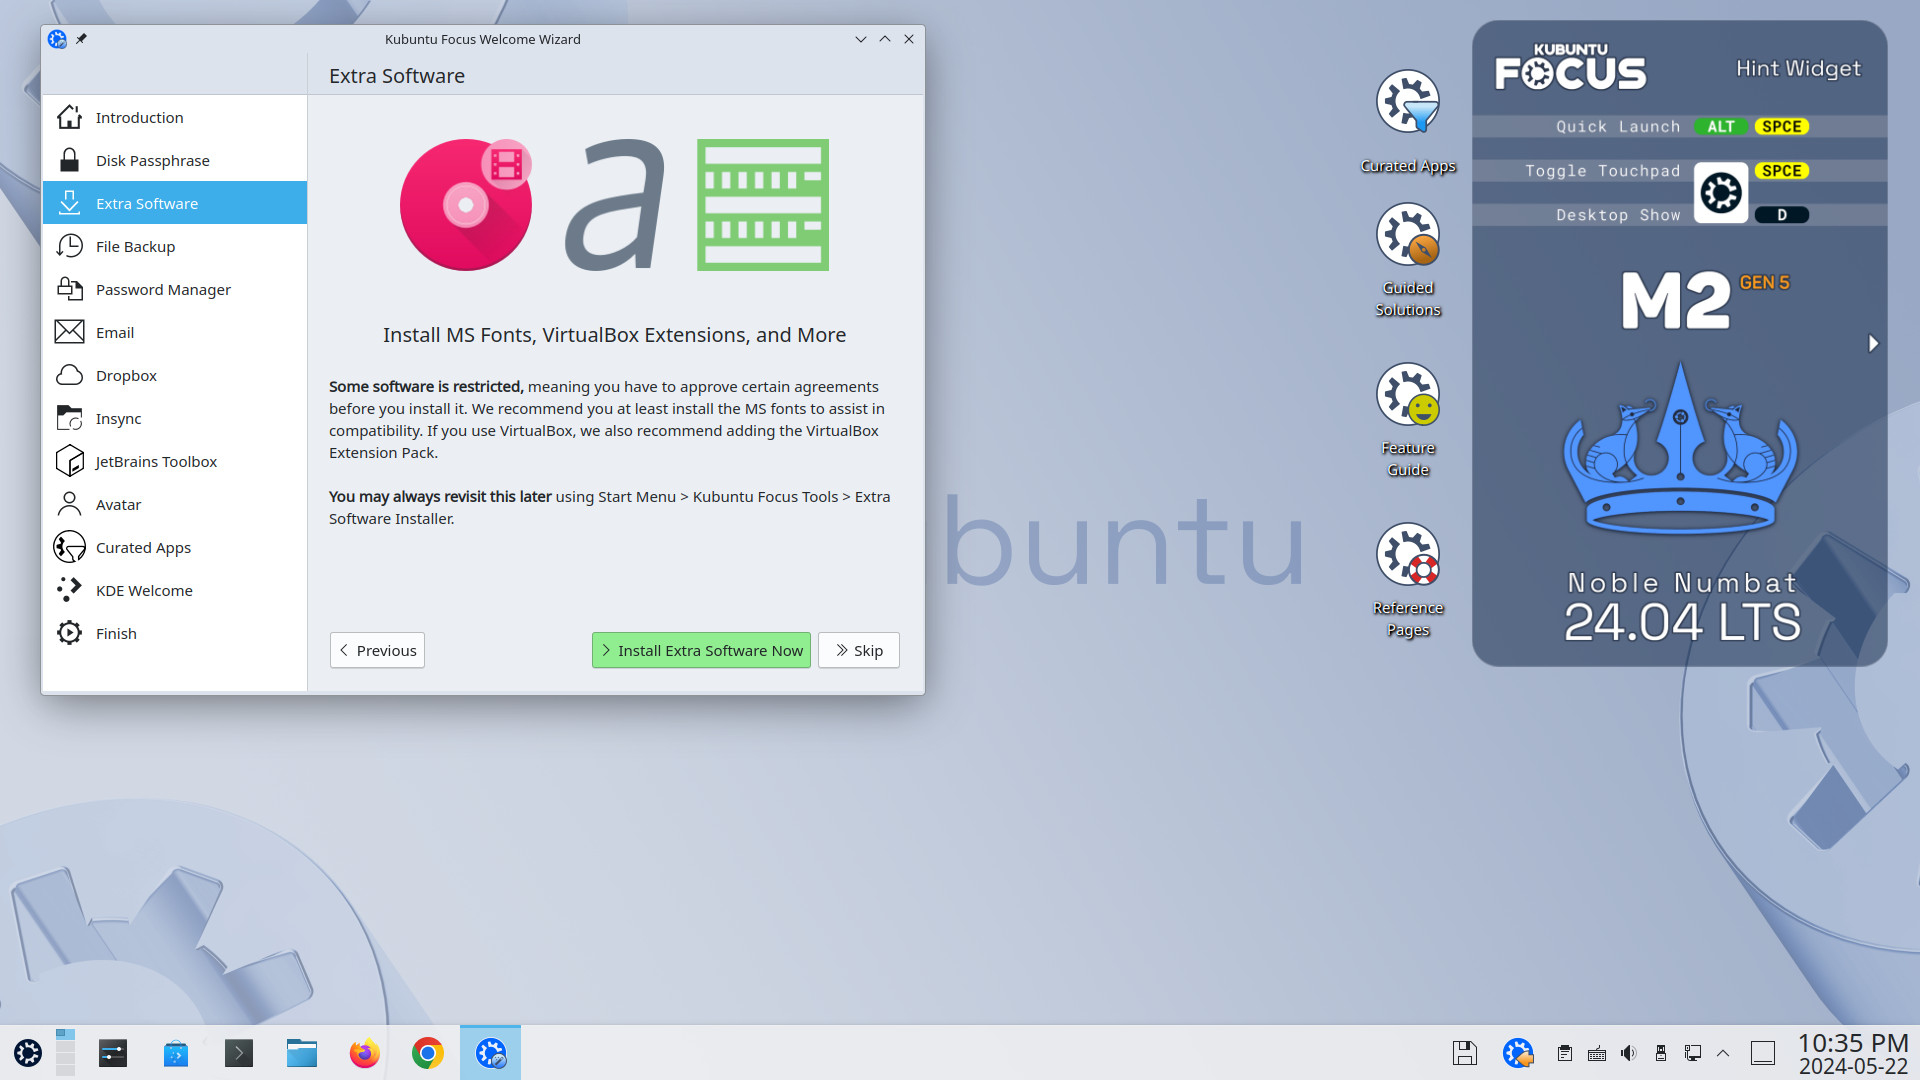 Kubuntu Focus Welcome Wizard
Extra Software
Introduction
Disk Passphrase
Extra Software
File Backup
Password Manager
Email
Dropbox
Insync
JetBrains Toolbox
Avatar
Curated Apps
KDE Welcome
Finish
a
Install MS Fonts, VirtualBox Extensions, and More
Some software is restricted, meaning you have to approve certain agreements
before you install it. We recommend you at least install the MS fonts to assist in
compatibility. If you use VirtualBox, we also recommend adding the VirtualBox
Extension Pack.
You may always revisit this later using Start Menu > Kubuntu Focus Tools > Extra
Software Installer.
Previous
Install Extra Software Now
Skip
buntu
Curated Apps
Guided
Solutions
Feature
Guide
Reference
Pages
KUBUNTU
FOCUS
Hint Widget
Quick Launch ALT SPCE
Toggle Touchpad SPCE
Desktop Show D
M2 GEN 5
Noble Numbat
24.04 LTS
10:35 PM
2024-05-22